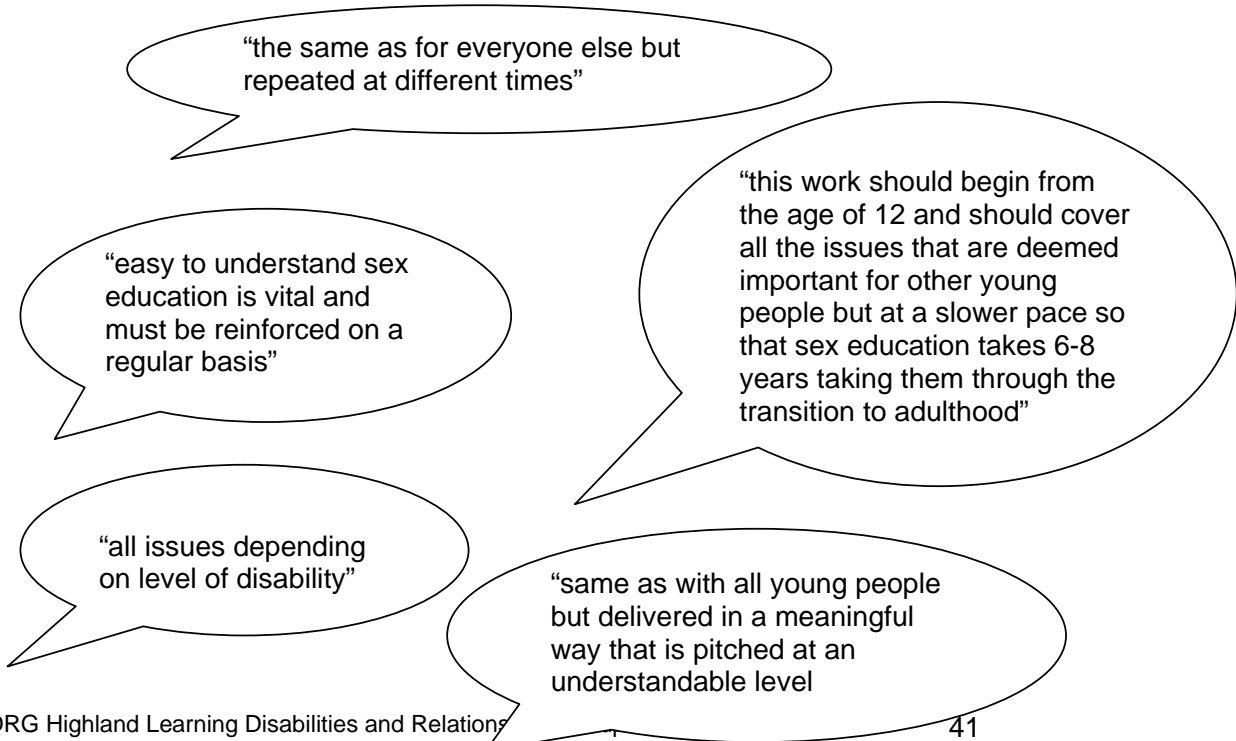 “the same as for everyone else but
repeated at different times”
“this work should begin from
the age of 12 and should cover
all the issues that are deemed
important for other young
people but at a slower pace so
that sex education takes 6-8
years taking them through the
transition to adulthood”
“easy to understand sex
education is vital and
must be reinforced on a
regular basis”
“all issues depending
on level of disability”
“same as with all young people
but delivered in a meaningful
way that is pitched at an
understandable level
Highland Learning Disabilities and
41